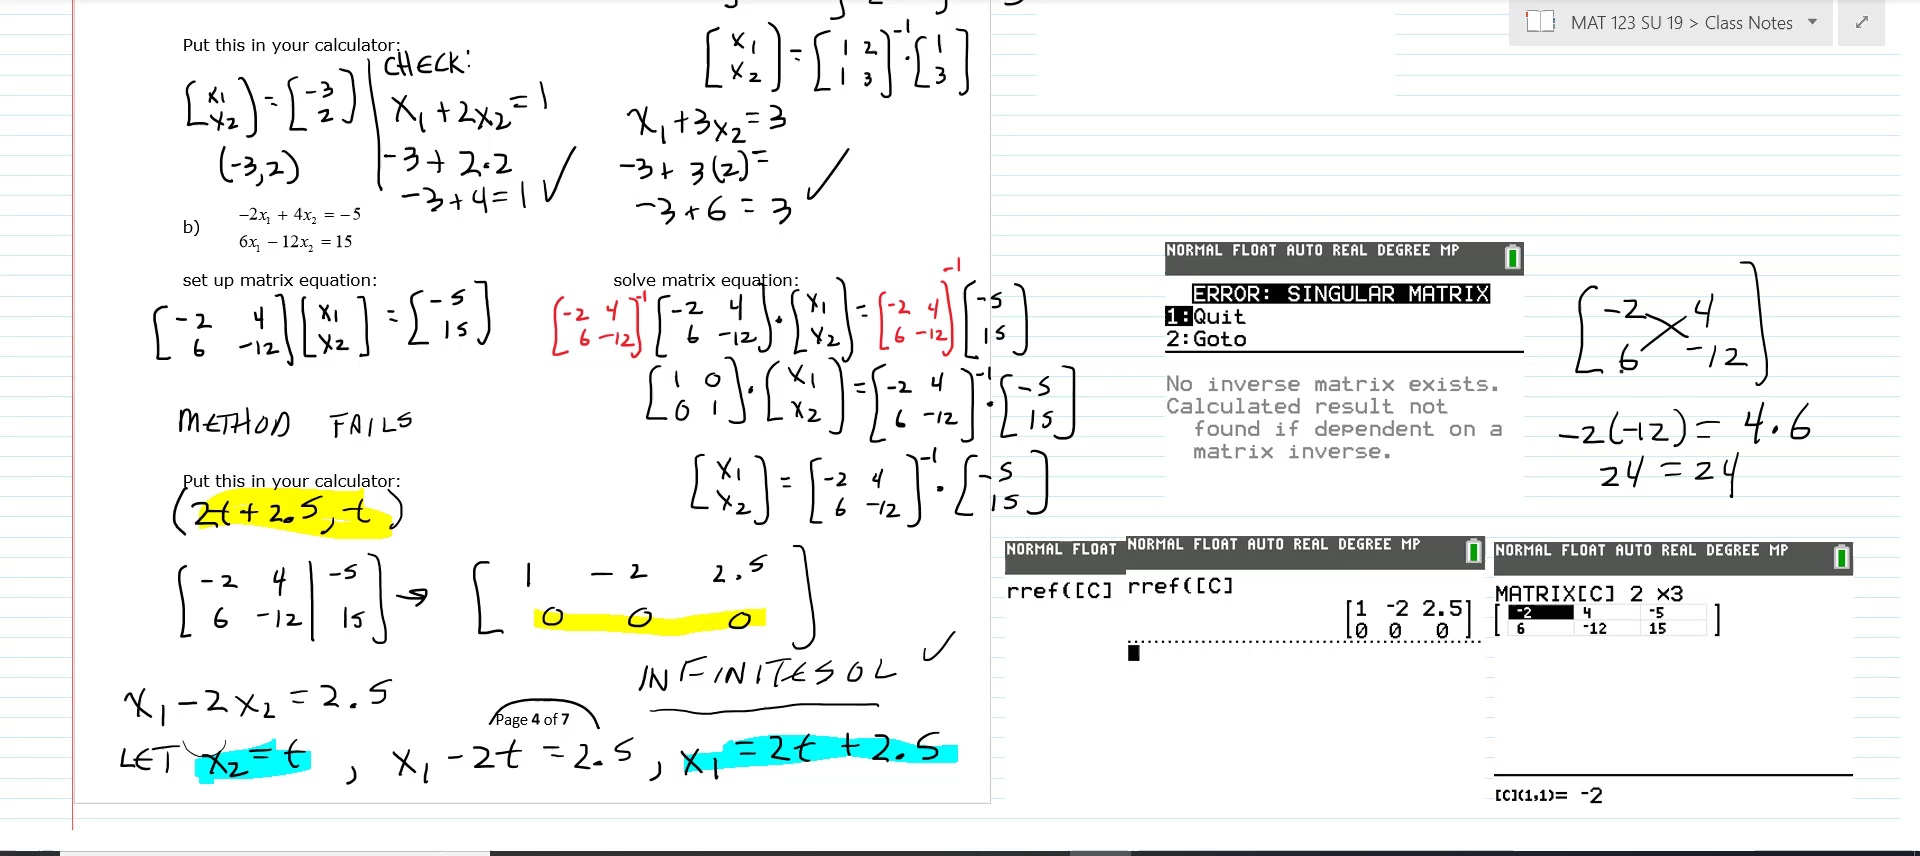 MAT 123 SU 19 > Class Notes
Put this in your calculator:
[x₁ x₂] = [-3 2]
(-3,2)
CHECK:
x₁ + 2x₂ = 1
-3 + 2·2
-3 + 4 = 1 ✓
[x₁ x₂] = [1 2 1 3]⁻¹ · [1 3]
x₁ + 3x₂ = 3
-3 + 3(2) =
-3 + 6 = 3 ✓
b) −2x₁ + 4x₂ = −5
6x₁ − 12x₂ = 15
set up matrix equation:
[-2 4 6 -12] [x₁ x₂] = [-5 15]
METHOD FAILS
solve matrix equation:
[-2 4 6 -12]⁻¹ [-2 4 6 -12] · [x₁ x₂] = [-2 4 6 -12]⁻¹ [-5 15]
[1 0 0 1] · [x₁ x₂] = [-2 4 6 -12]⁻¹ · [-5 15]
[x₁ x₂] = [-2 4 6 -12]⁻¹ · [-5 15]
Put this in your calculator:
(2t + 2.5, t)
[-2 4 | -5
6 -12 | 15] → [1 -2 2.5
0 0 0]
INFINITE SOL ✓
x₁ - 2x₂ = 2.5
Page 4 of 7
LET x₂ = t , x₁ - 2t = 2.5 , x₁ = 2t + 2.5
NORMAL FLOAT AUTO REAL DEGREE MP
ERROR: SINGULAR MATRIX
1:Quit
2:Goto
No inverse matrix exists.
Calculated result not
found if dependent on a
matrix inverse.
[-2 4
6 -12]
-2(-12) = 4·6
24 = 24
NORMAL FLOAT
rref([C]
NORMAL FLOAT AUTO REAL DEGREE MP
rref([C]
[1 -2 2.5]
[0 0 0]
NORMAL FLOAT AUTO REAL DEGREE MP
MATRIX[C] 2 ×3
[-2 4 -5
6 -12 15]
[C](1,1)= -2